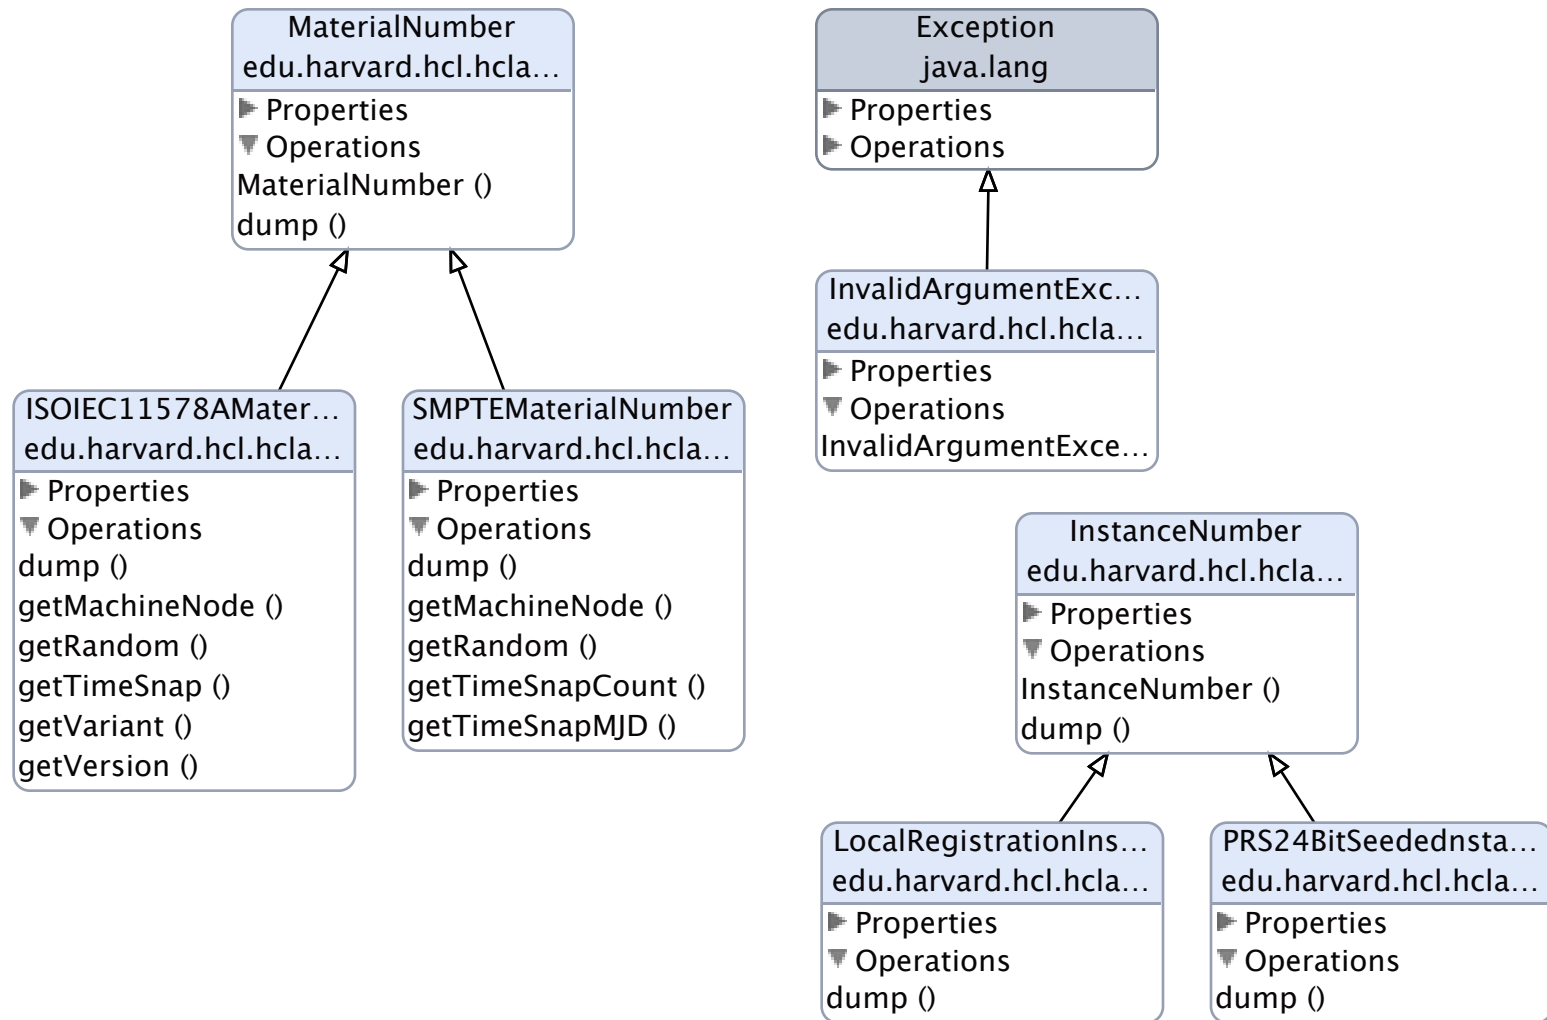 MaterialNumber
edu.harvard.hcl.hcla...
Properties
Operations
MaterialNumber ()
dump ()
Exception
java.lang
Properties
Operations
InvalidArgumentExc...
edu.harvard.hcl.hcla...
Properties
Operations
InvalidArgumentExce...
ISOIEC11578AMater...
edu.harvard.hcl.hcla...
Properties
Operations
dump ()
getMachineNode ()
getRandom ()
getTimeSnap ()
getVariant ()
getVersion ()
SMPTEMaterialNumber
edu.harvard.hcl.hcla...
Properties
Operations
dump ()
getMachineNode ()
getRandom ()
getTimeSnapCount ()
getTimeSnapMJD ()
InstanceNumber
edu.harvard.hcl.hcla...
Properties
Operations
InstanceNumber ()
dump ()
LocalRegistrationIns...
edu.harvard.hcl.hcla...
Properties
Operations
dump ()
PRS24BitSeedednsta...
edu.harvard.hcl.hcla...
Properties
Operations
dump ()